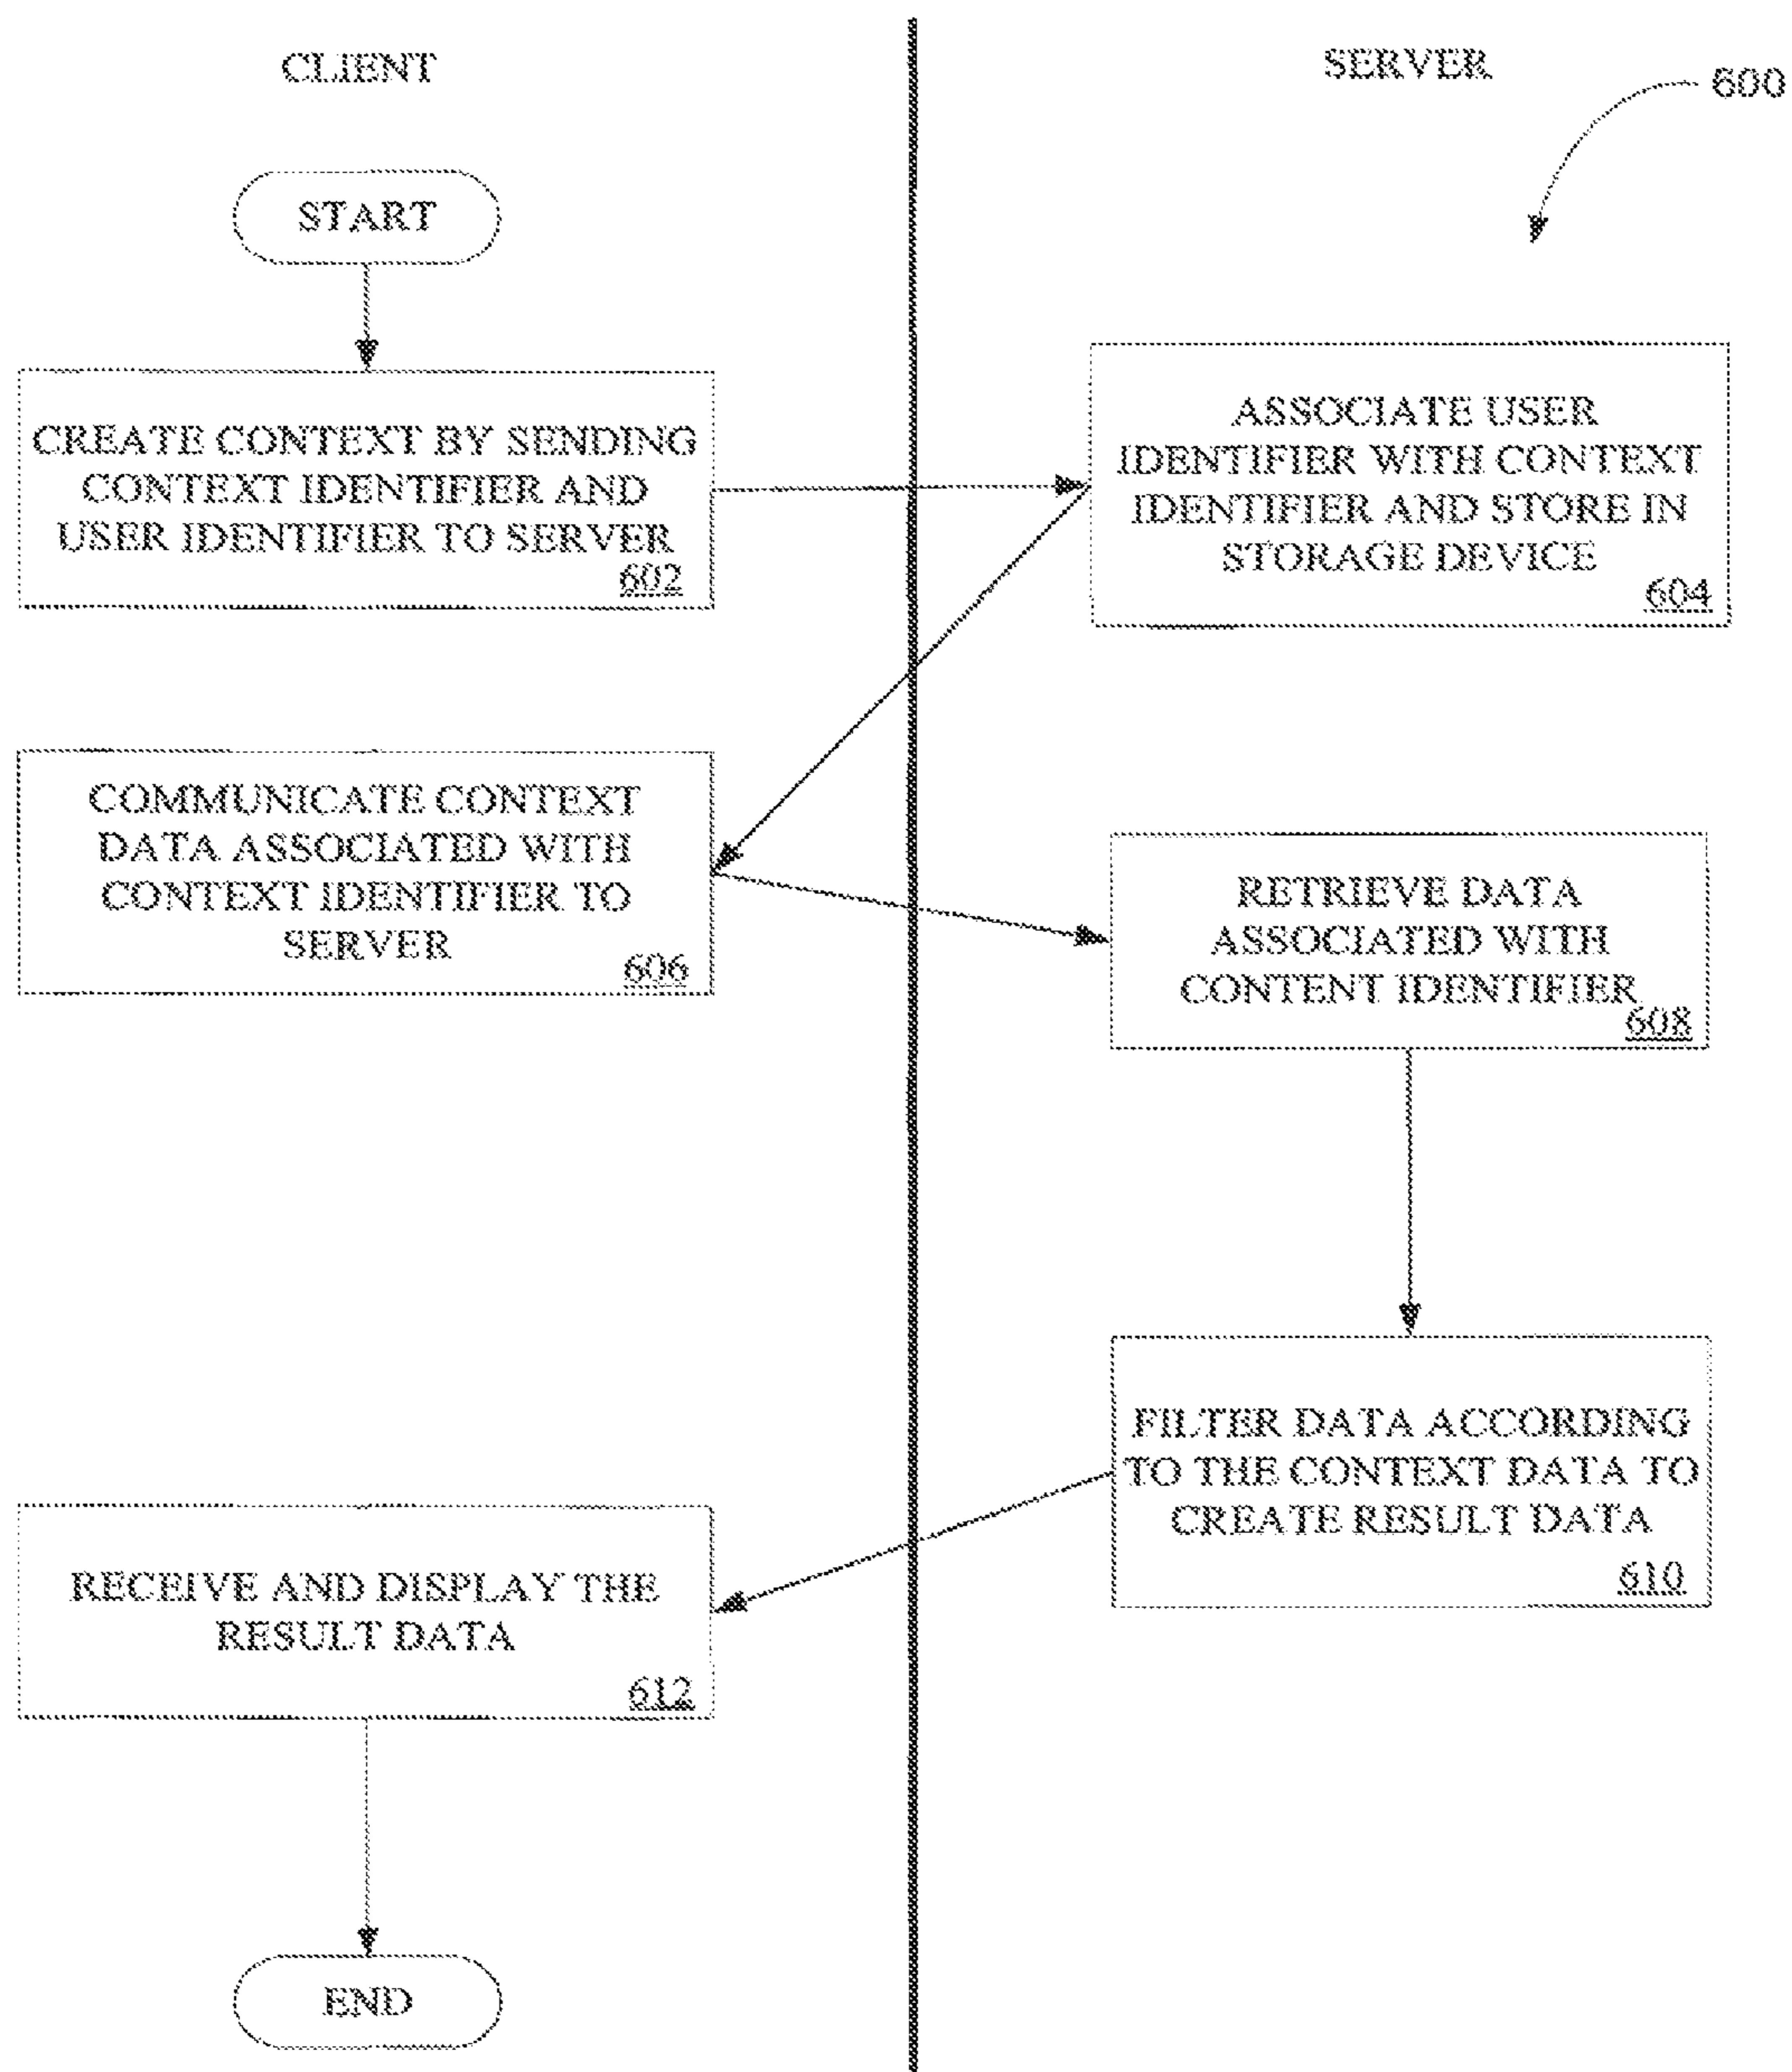 CLIENT
SERVER
600
START
CREATE CONTEXT BY SENDING
CONTEXT IDENTIFIER AND
USER IDENTIFIER TO SERVER
602
ASSOCIATE USER
IDENTIFIER WITH CONTEXT
IDENTIFIER AND STORE IN
STORAGE DEVICE
604
COMMUNICATE CONTEXT
DATA ASSOCIATED WITH
CONTEXT IDENTIFIER TO
SERVER
606
RETRIEVE DATA
ASSOCIATED WITH
CONTENT IDENTIFIER
608
FILTER DATA ACCORDING
TO THE CONTEXT DATA TO
CREATE RESULT DATA
610
RECEIVE AND DISPLAY THE
RESULT DATA
612
END